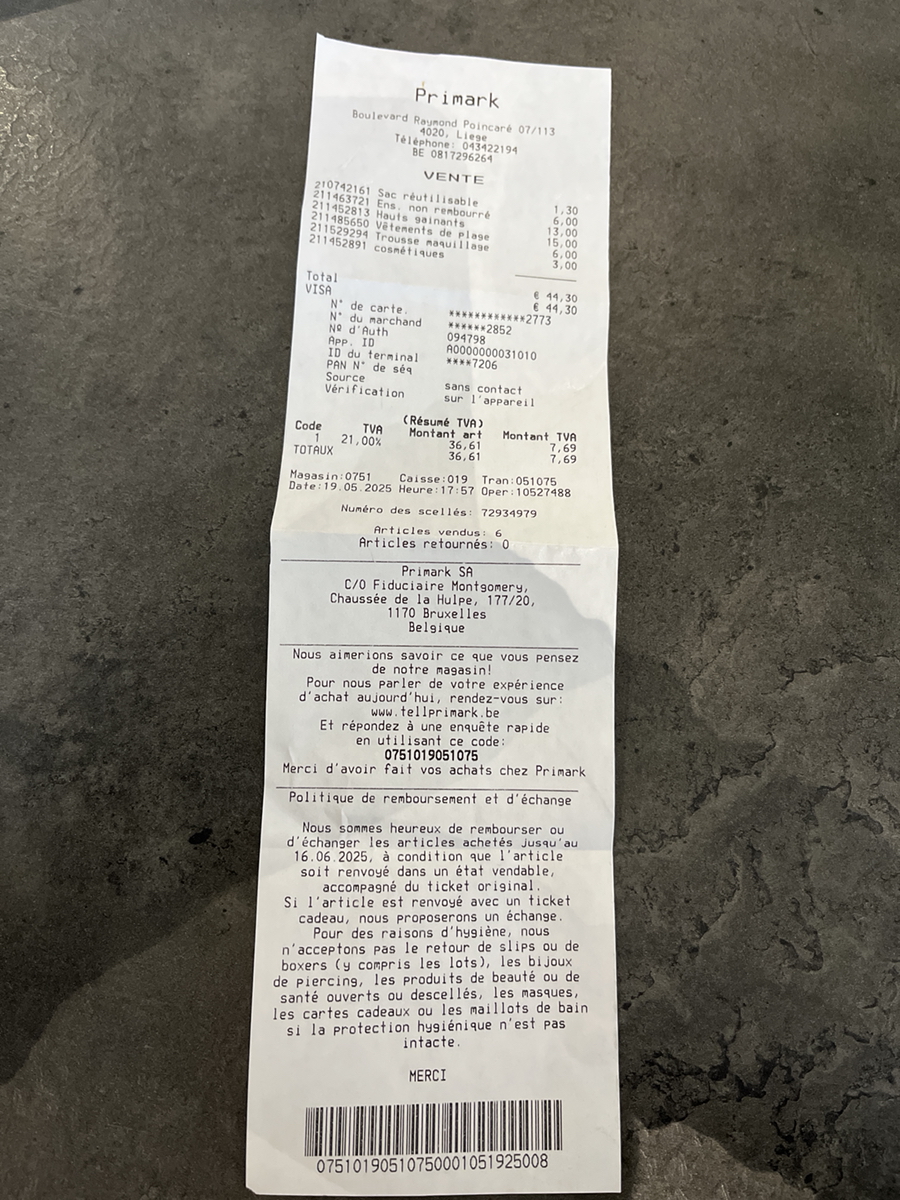 Primark
Boulevard Raymond Poincaré 07/113
4020, Liege
Téléphone: 043422194
BE 0817296264
VENTE
210742161 Sac réutilisable 1,30
211463721 Ens. non rembourré 6,00
211452813 Hauts gainants 13,00
211485650 Vêtements de plage 15,00
211529294 Trousse maquillage 6,00
211452891 cosmétiques 3,00
Total € 44,30
VISA € 44,30
N° de carte. ************2773
N° du marchand ******2852
Nº d'Auth 094798
App. ID A0000000031010
ID du terminal ****7206
PAN N° de séq
Source sans contact
Vérification sur l'appareil
(Résumé TVA)
Code TVA Montant art Montant TVA
1 21,00% 36,61 7,69
TOTAUX 36,61 7,69
Magasin:0751 Caisse:019 Tran:051075
Date:19.05.2025 Heure:17:57 Oper:10527488
Numéro des scellés: 72934979
Articles vendus: 6
Articles retournés: 0
Primark SA
C/O Fiduciaire Montgomery,
Chaussée de la Hulpe, 177/20,
1170 Bruxelles
Belgique
Nous aimerions savoir ce que vous pensez
de notre magasin!
Pour nous parler de votre expérience
d'achat aujourd'hui, rendez-vous sur:
www.tellprimark.be
Et répondez à une enquête rapide
en utilisant ce code:
0751019051075
Merci d'avoir fait vos achats chez Primark
Politique de remboursement et d'échange
Nous sommes heureux de rembourser ou
d'échanger les articles achetés jusqu'au
16.06.2025, à condition que l'article
soit renvoyé dans un état vendable,
accompagné du ticket original.
Si l'article est renvoyé avec un ticket
cadeau, nous proposerons un échange.
Pour des raisons d'hygiène, nous
n'acceptons pas le retour de slips ou de
boxers (y compris les lots), les bijoux
de piercing, les produits de beauté ou de
santé ouverts ou descellés, les masques,
les cartes cadeaux ou les maillots de bain
si la protection hygiénique n'est pas
intacte.
MERCI
07510190510750001051925008